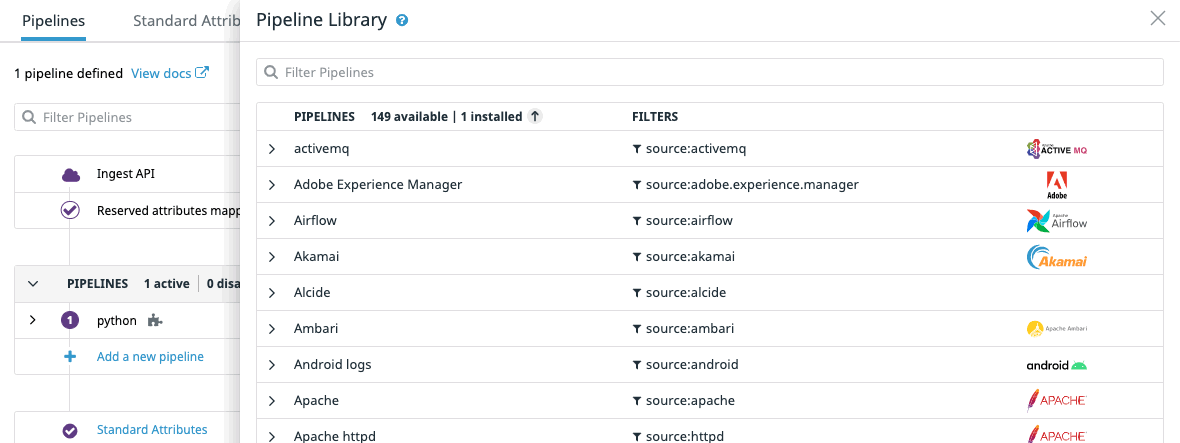 Pipelines
Standard Attrib
1 pipeline defined View docs
Filter Pipelines
Ingest API
Reserved attributes mapp
PIPELINES 1 active | 0 disa
1 python
+ Add a new pipeline
Standard Attributes
Pipeline Library ?
Filter Pipelines
PIPELINES 149 available | 1 installed FILTERS
activemq source:activemq ACTIVE MQ
Adobe Experience Manager source:adobe.experience.manager Adobe
Airflow source:airflow Apache Airflow
Akamai source:akamai Akamai
Alcide source:alcide
Ambari source:ambari Apache Ambari
Android logs source:android android
Apache source:apache APACHE
Apache httpd source:httpd APACHE